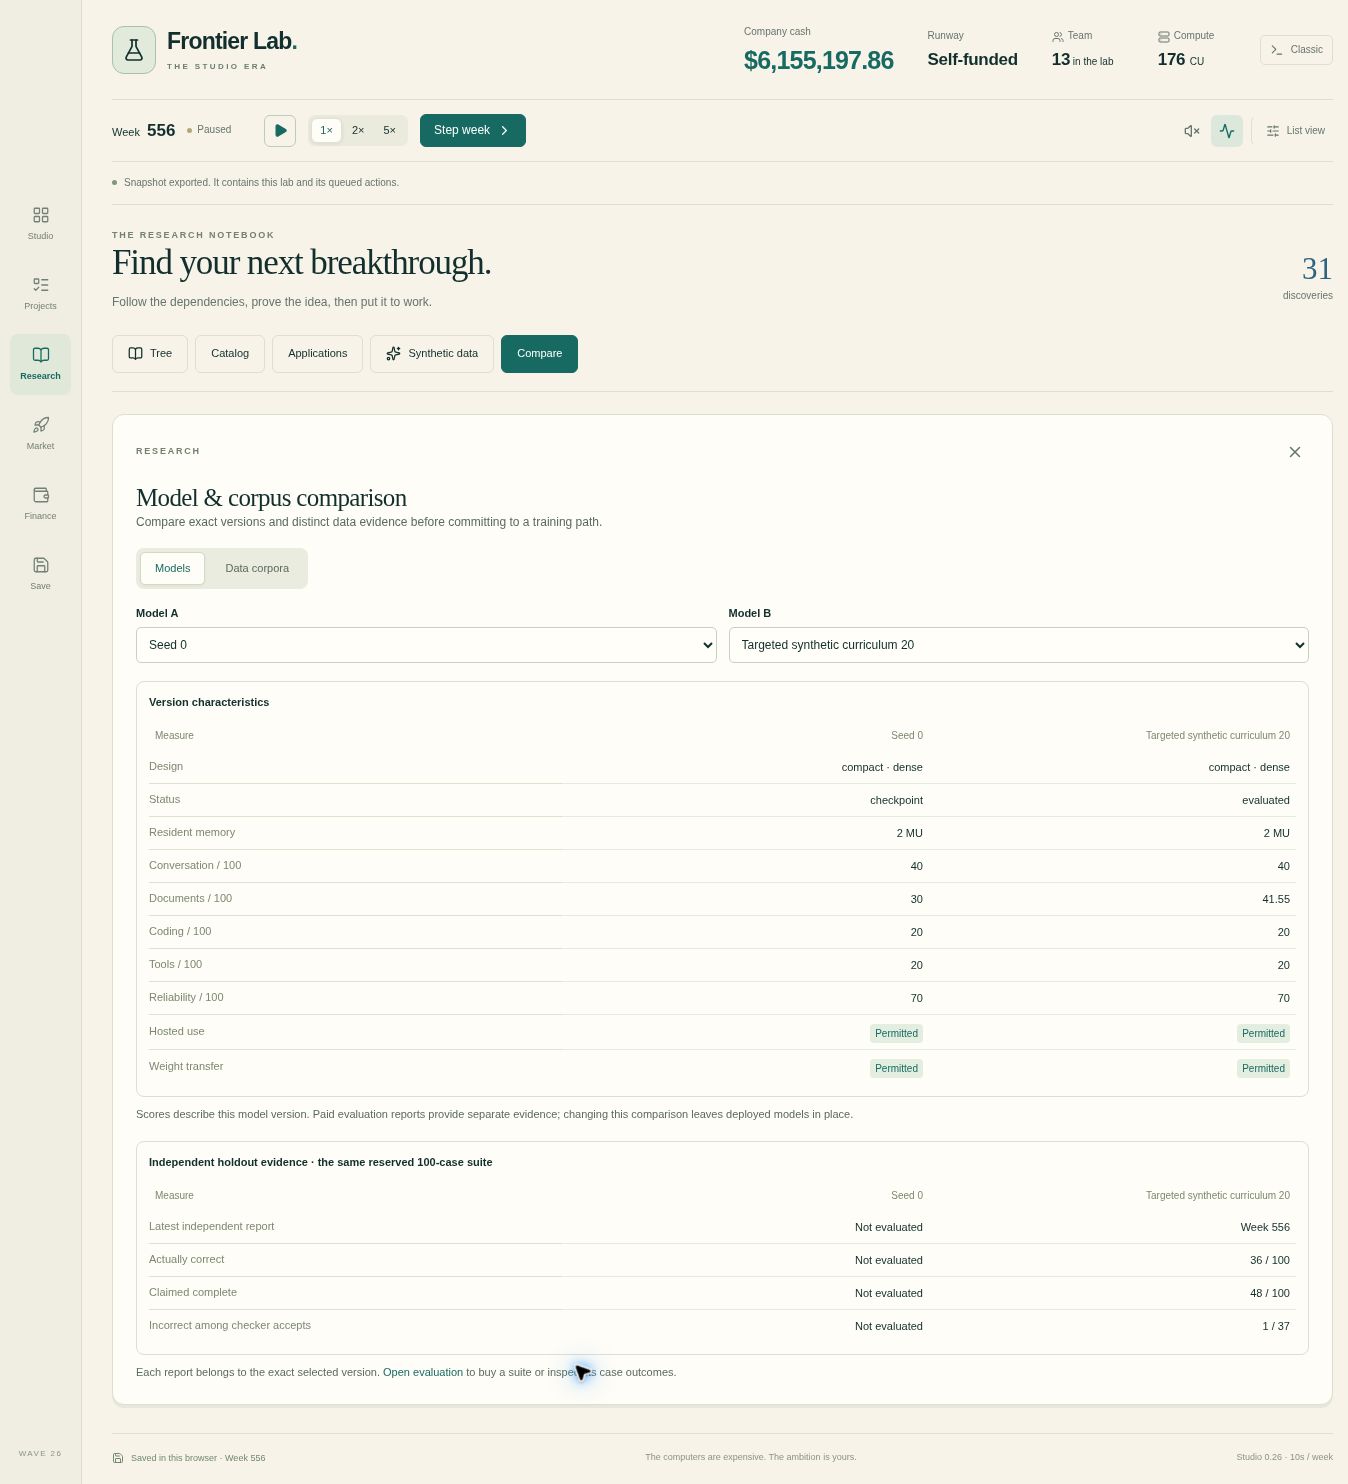 Frontier Lab.
THE STUDIO ERA
Company cash
$6,155,197.86
Runway
Self-funded
Team
13 in the lab
Compute
176 CU
Classic
Week 556 Paused
1× 2× 5×
Step week
List view
Snapshot exported. It contains this lab and its queued actions.
Studio
Projects
Research
Market
Finance
Save
WAVE 26
THE RESEARCH NOTEBOOK
Find your next breakthrough.
Follow the dependencies, prove the idea, then put it to work.
31
discoveries
Tree Catalog Applications Synthetic data Compare
RESEARCH
Model & corpus comparison
Compare exact versions and distinct data evidence before committing to a training path.
Models Data corpora
Model A Model B
Seed 0 Targeted synthetic curriculum 20
Version characteristics
Measure Seed 0 Targeted synthetic curriculum 20
Design compact · dense compact · dense
Status checkpoint evaluated
Resident memory 2 MU 2 MU
Conversation / 100 40 40
Documents / 100 30 41.55
Coding / 100 20 20
Tools / 100 20 20
Reliability / 100 70 70
Hosted use Permitted Permitted
Weight transfer Permitted Permitted
Scores describe this model version. Paid evaluation reports provide separate evidence; changing this comparison leaves deployed models in place.
Independent holdout evidence · the same reserved 100-case suite
Measure Seed 0 Targeted synthetic curriculum 20
Latest independent report Not evaluated Week 556
Actually correct Not evaluated 36 / 100
Claimed complete Not evaluated 48 / 100
Incorrect among checker accepts Not evaluated 1 / 37
Each report belongs to the exact selected version. Open evaluation to buy a suite or case outcomes.
Saved in this browser · Week 556
The computers are expensive. The ambition is yours.
Studio 0.26 · 10s / week